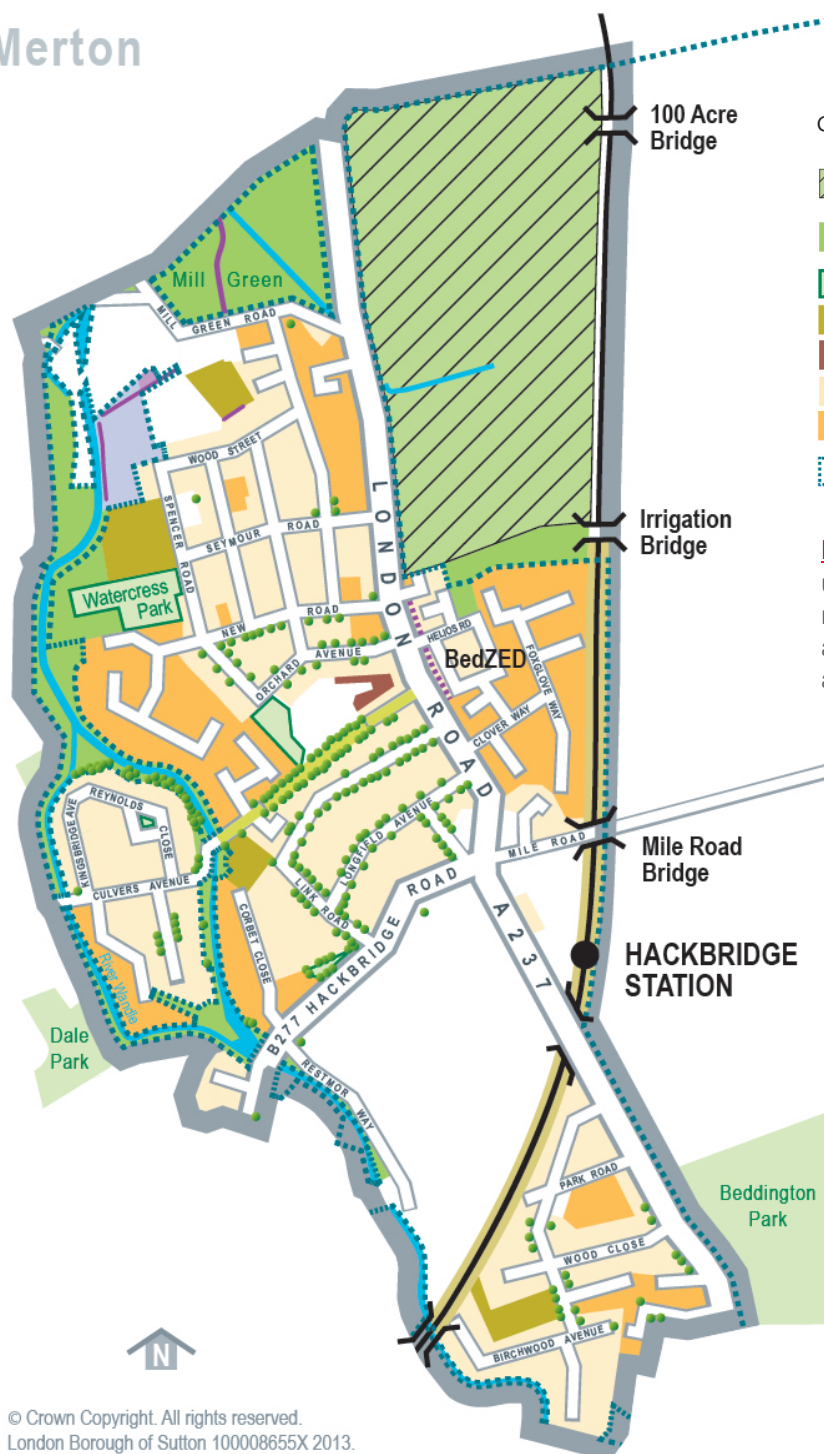 Merton
100 Acre
Bridge
Mill Green
MILL GREEN ROAD
WOOD STREET
SPENCER ROAD
SEYMOUR ROAD
LONDON ROAD
Irrigation
Bridge
Watercress
Park
NEW ROAD
HELIOS RD
ORCHARD AVENUE
BedZED
FOXGLOVE WAY
CLOVER WAY
REYNOLDS CLOSE
KINGSBRIDGE AVE
LONGFIELD AVENUE
MILE ROAD
Mile Road
Bridge
CULVERS AVENUE
LINK ROAD
CORBET CLOSE
B277 HACKBRIDGE ROAD
A237
HACKBRIDGE
STATION
River Wandle
Dale
Park
RESTMOR WAY
PARK ROAD
Beddington
Park
WOOD CLOSE
BIRCHWOOD AVENUE
N
© Crown Copyright. All rights reserved.
London Borough of Sutton 100008655X 2013.